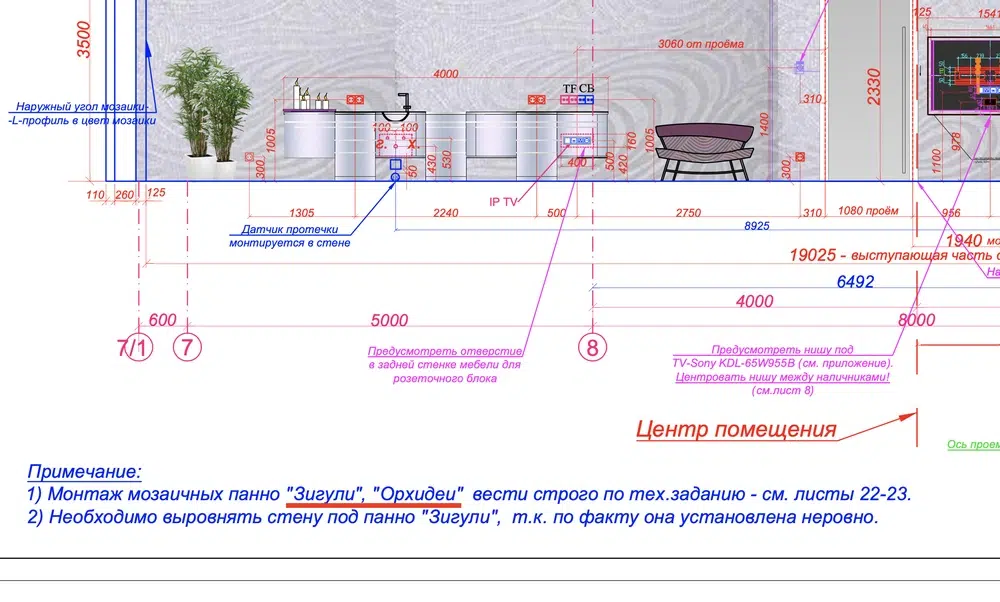 125
1541
3500
3060 от проёма
4000
TF СВ
2330
310
Наружный угол мозаики-
-L-профиль в цвет мозаики
100
100
г.
х.
1005
300
50
430
530
400
500
420
760
1005
1400
300
1100
878
110
260
125
IP TV
1305
2240
500
2750
310
1080 проём
956
Датчик протечки
монтируется в стене
8925
1940
19025 - выступающая часть
На
6492
4000
600
5000
8000
7/1
7
8
Предусмотреть отверстие
в задней стенке мебели для
розеточного блока
Предусмотреть нишу под
TV-Sony KDL-65W955B (см. приложение).
Центровать нишу между наличниками!
(см.лист 8)
Центр помещения
Ось проем
Примечание:
1) Монтаж мозаичных панно "Зигули", "Орхидеи" вести строго по тех.заданию - см. листы 22-23.
2) Необходимо выровнять стену под панно "Зигули", т.к. по факту она установлена неровно.